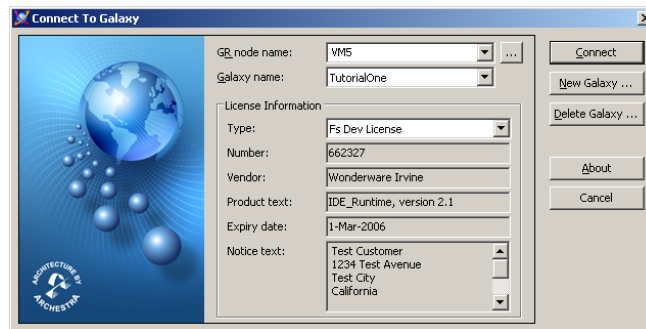 Connect To Galaxy
GR node name: VM5 ...
Galaxy name: TutorialOne
License Information
Type: Fs Dev License
Number: 662327
Vendor: Wonderware Irvine
Product text: IDE_Runtime, version 2.1
Expiry date: 1-Mar-2006
Notice text: Test Customer
1234 Test Avenue
Test City
California
Connect
New Galaxy ...
Delete Galaxy ...
About
Cancel
ARCHITECTURE BY
ARCHESTRA